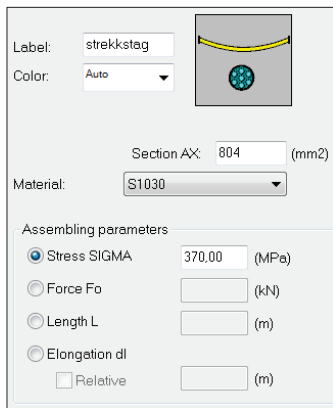 Label: strekkstag
Color: Auto
Section AX: 804 (mm2)
Material: S1030
Assembling parameters
Stress SIGMA 370,00 (MPa)
Force Fo (kN)
Length L (m)
Elongation dl
Relative (m)